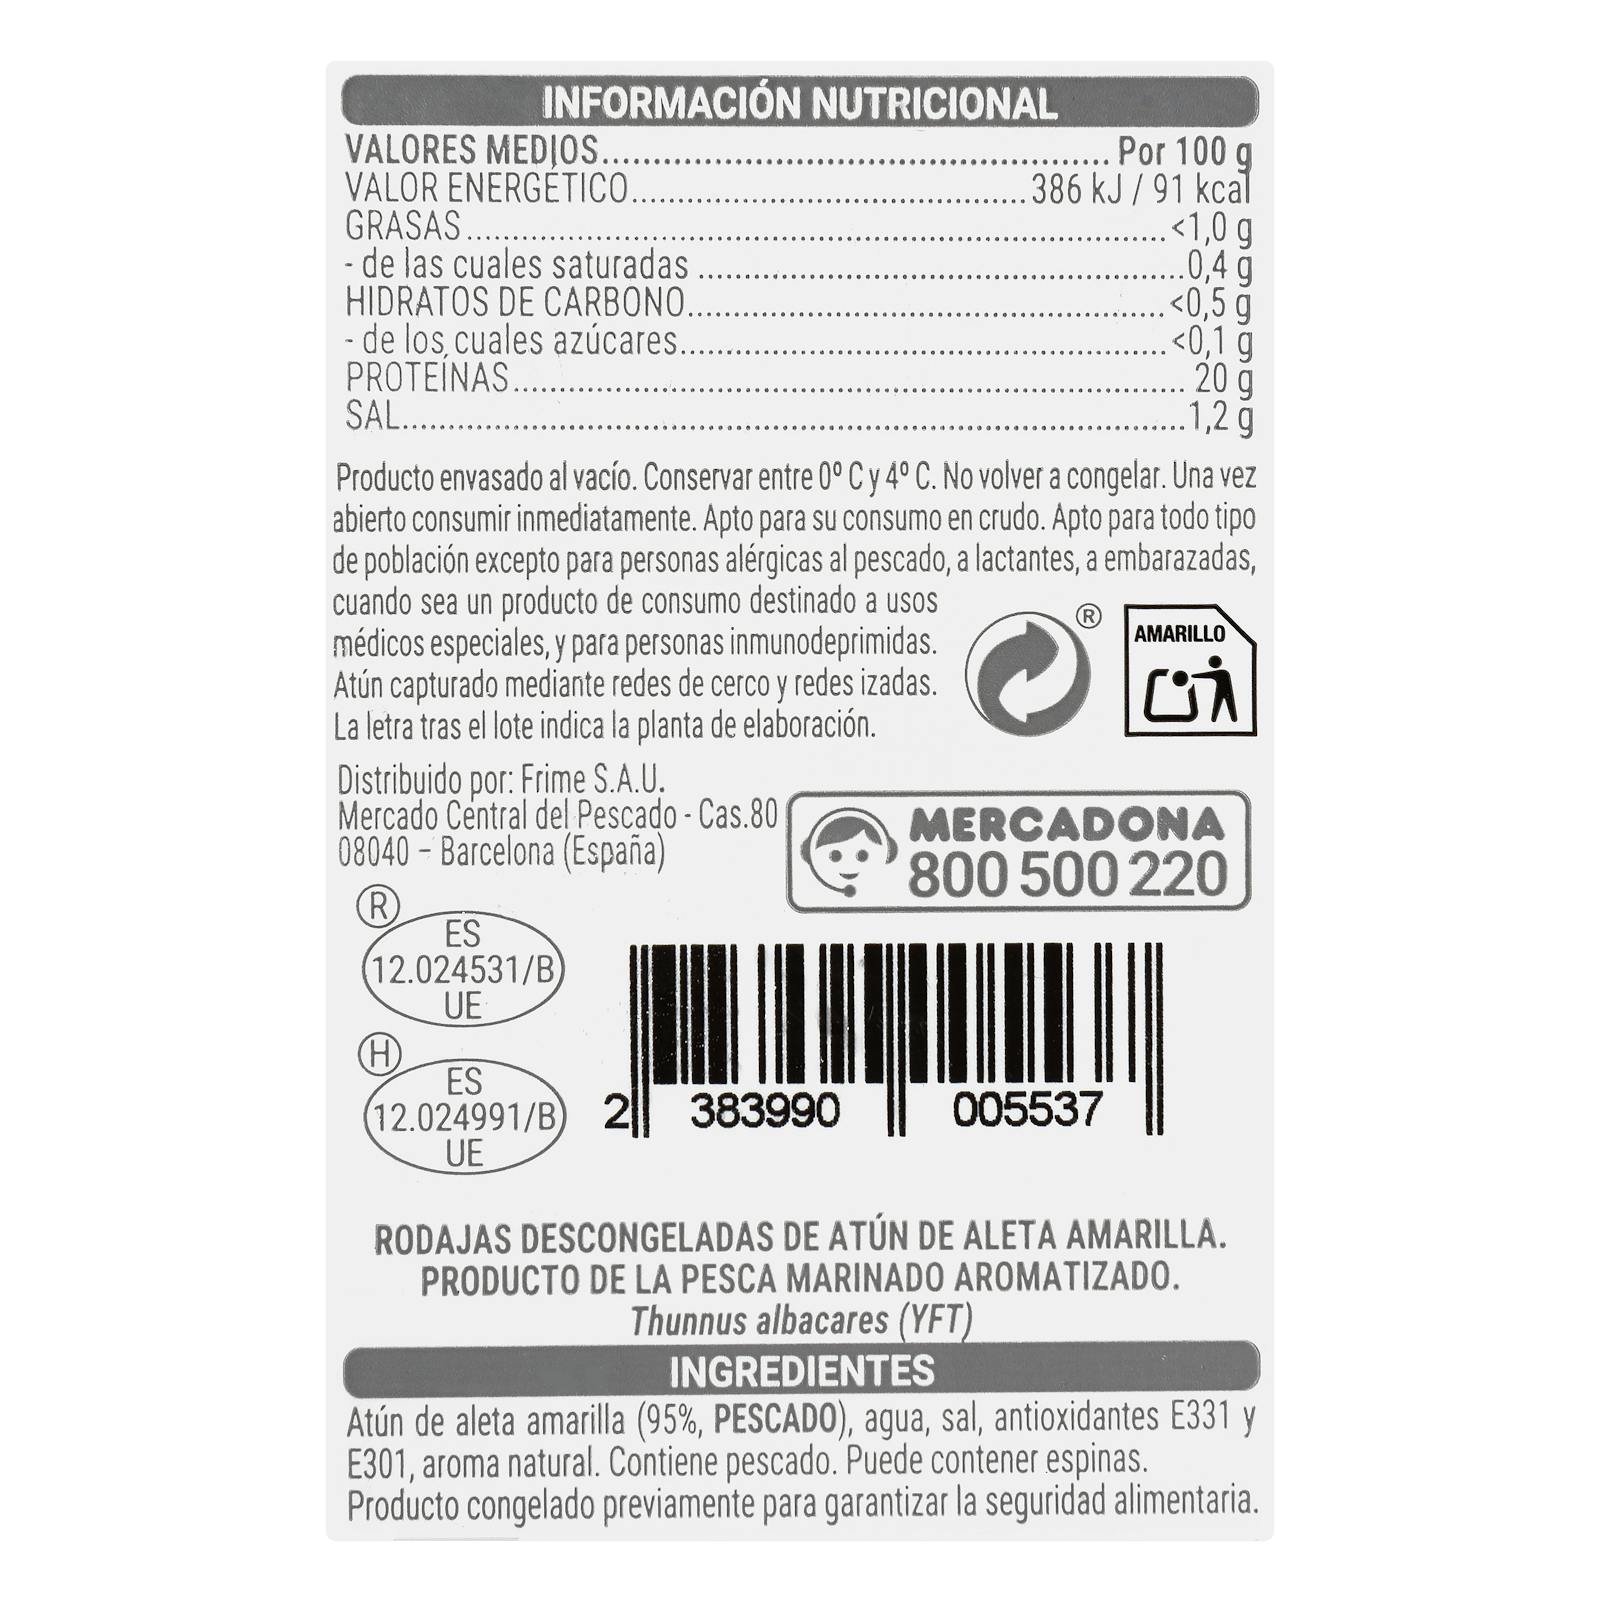 INFORMACIÓN NUTRICIONAL
VALORES MEDIOS.................................................. Por 100 g
VALOR ENERGÉTICO....................................... 386 kJ / 91 kcal
GRASAS...................................................................... <1,0 g
- de las cuales saturadas ................................................0,4 g
HIDRATOS DE CARBONO............................................... <0,5 g
- de los cuales azúcares................................................ <0,1 g
PROTEÍNAS................................................................... 20 g
SAL...............................................................................1,2 g
Producto envasado al vacío. Conservar entre 0º C y 4º C. No volver a congelar. Una vez
abierto consumir inmediatamente. Apto para su consumo en crudo. Apto para todo tipo
de población excepto para personas alérgicas al pescado, a lactantes, a embarazadas,
cuando sea un producto de consumo destinado a usos
médicos especiales, y para personas inmunodeprimidas.
Atún capturado mediante redes de cerco y redes izadas.
La letra tras el lote indica la planta de elaboración.
®
AMARILLO
Distribuido por: Frime S.A.U.
Mercado Central del Pescado - Cas.80
08040 - Barcelona (España)
MERCADONA
800 500 220
R
ES
12.024531/B
UE
H
ES
12.024991/B
UE
2 383990 005537
RODAJAS DESCONGELADAS DE ATÚN DE ALETA AMARILLA.
PRODUCTO DE LA PESCA MARINADO AROMATIZADO.
Thunnus albacares (YFT)
INGREDIENTES
Atún de aleta amarilla (95%, PESCADO), agua, sal, antioxidantes E331 y
E301, aroma natural. Contiene pescado. Puede contener espinas.
Producto congelado previamente para garantizar la seguridad alimentaria.